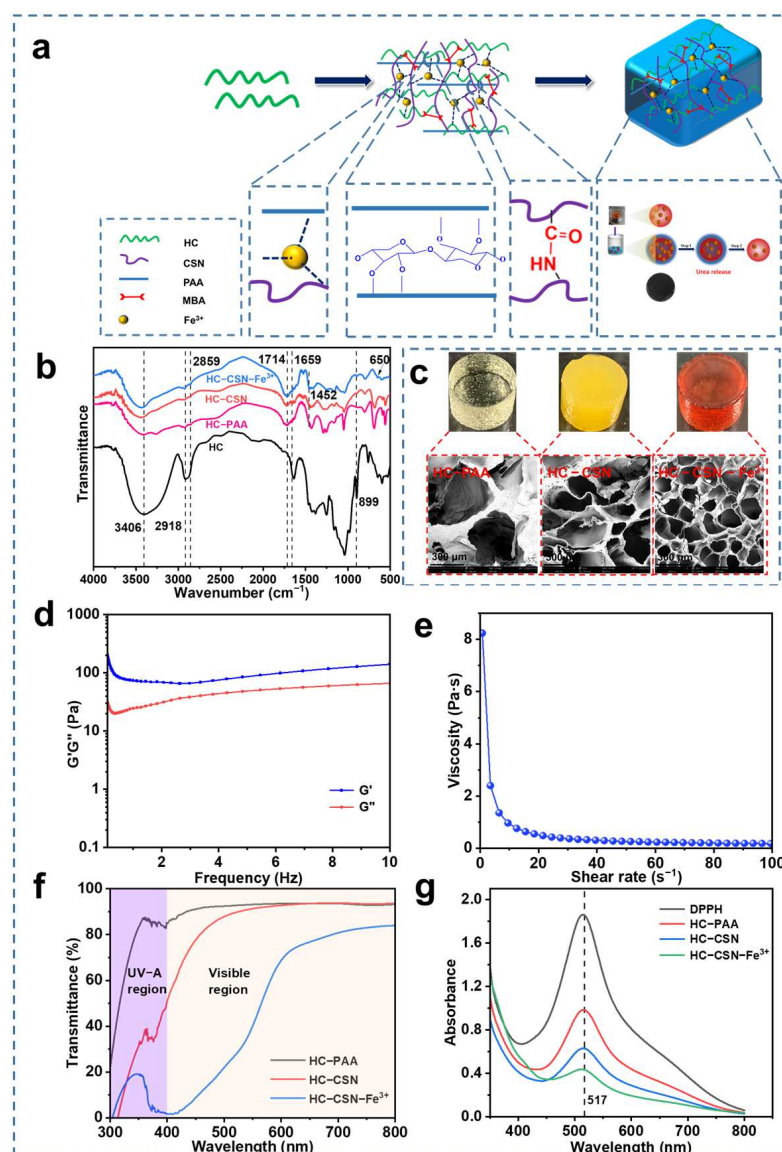 a
HC
CSN
PAA
MBA
Fe³⁺
C=O
HN
O
O
O
O
Step 1
Step 2
Urea release
b
Transmittance
2859
1714
1659
650
HC−CSN−Fe³⁺
1452
HC−CSN
HC−PAA
HC
899
3406
2918
4000 3500 3000 2500 2000 1500 1000 500
Wavenumber (cm⁻¹)
c
HC−PAA
HC−CSN
HC−CSN−Fe³⁺
300 μm
300 μm
300 μm
d
G'G" (Pa)
1000
100
10
1
0.1
G'
G"
2 4 6 8 10
Frequency (Hz)
e
Viscosity (Pa·s)
8
6
4
2
0
0 20 40 60 80 100
Shear rate (s⁻¹)
f
Transmittance (%)
100
80
60
40
20
0
UV−A
region
Visible
region
HC−PAA
HC−CSN
HC−CSN−Fe³⁺
300 400 500 600 700 800
Wavelength (nm)
g
Absorbance
2.0
1.6
1.2
0.8
0.4
0.0
DPPH
HC−PAA
HC−CSN
HC−CSN−Fe³⁺
517
400 500 600 700 800
Wavelength (nm)